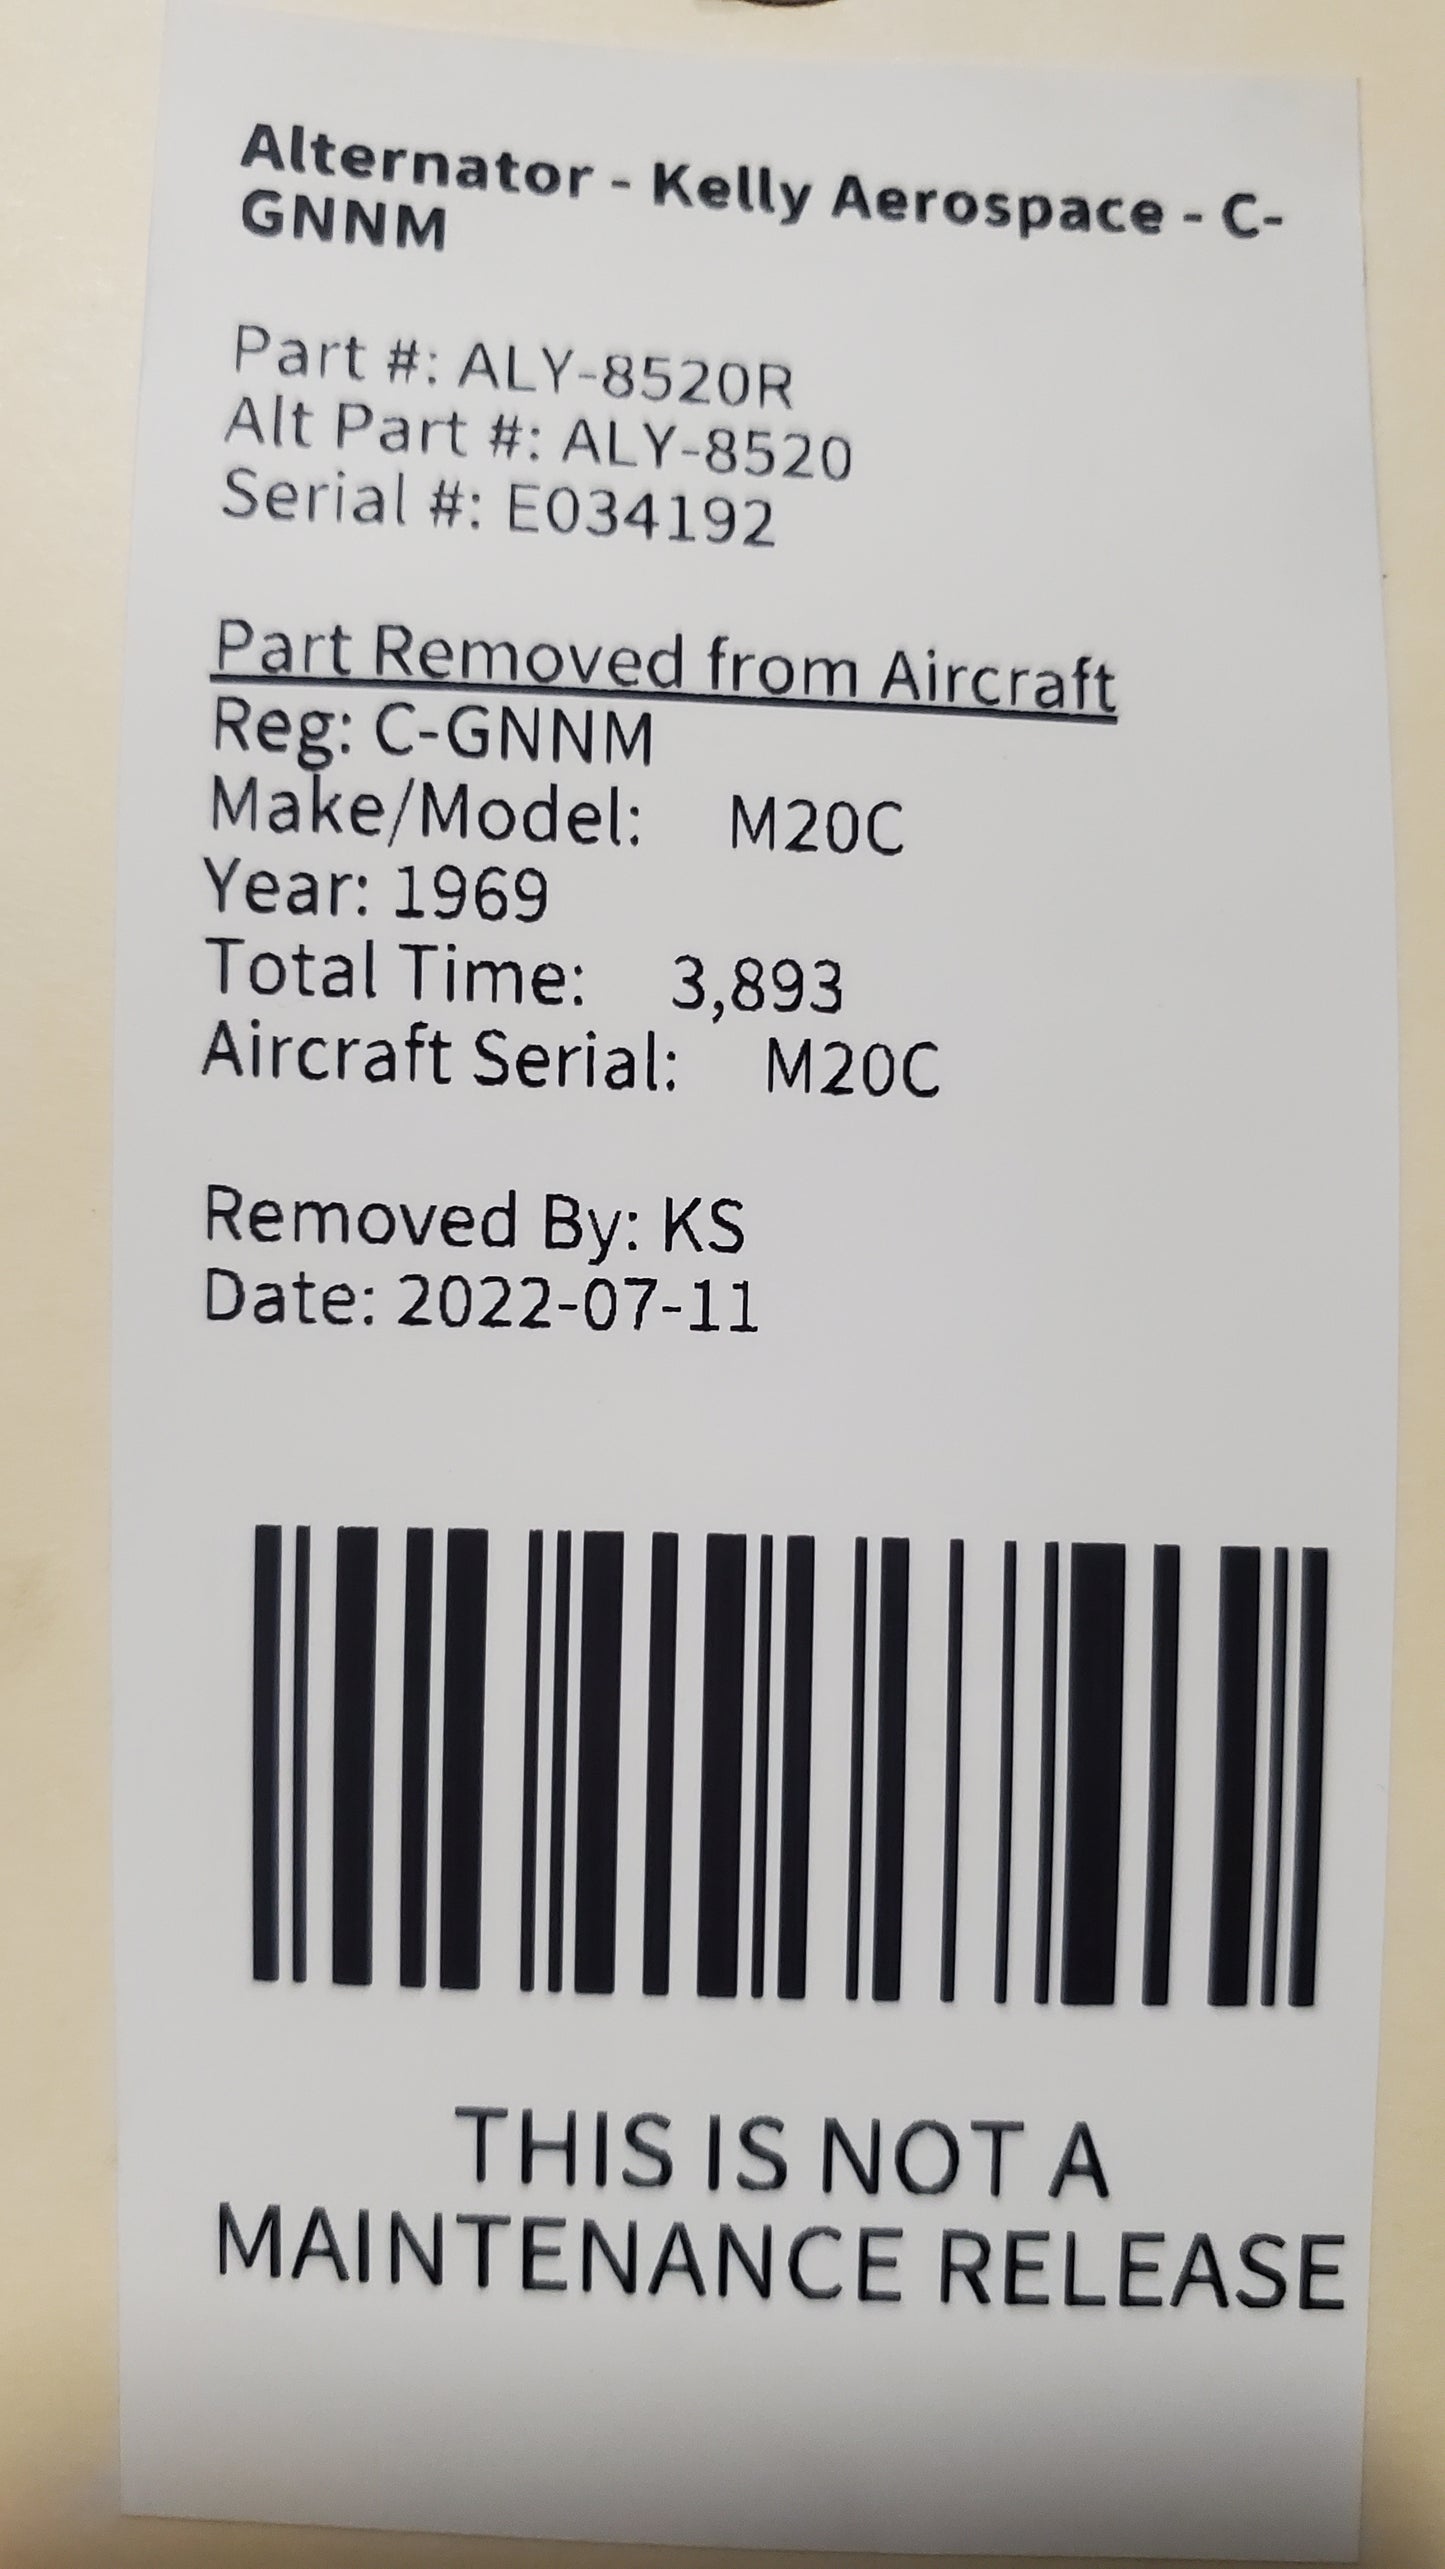 Alternator - Kelly Aerospace - C-
GNNM
Part #: ALY-8520R
Alt Part #: ALY-8520
Serial #: E034192
Part Removed from Aircraft
Reg: C-GNNM
Make/Model: M20C
Year: 1969
Total Time: 3,893
Aircraft Serial: M20C
Removed By: KS
Date: 2022-07-11
THIS IS NOT A
MAINTENANCE RELEASE